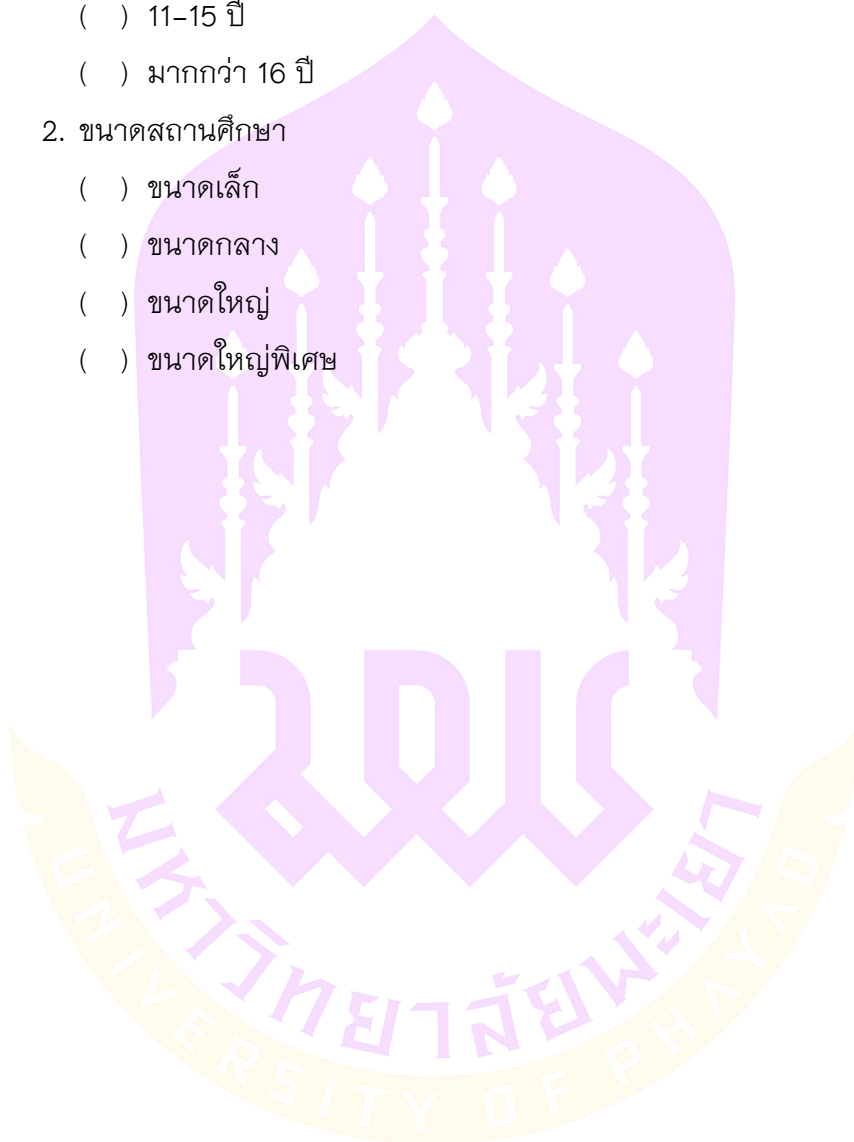 ( ) 11–15 ปี
( ) มากกว่า 16 ปี
2. ขนาดสถานศึกษา
( ) ขนาดเล็ก
( ) ขนาดกลาง
( ) ขนาดใหญ่
( ) ขนาดใหญ่พิเศษ
มหาวิทยาลัยพะเยา
UNIVERSITY OF PHAYAO